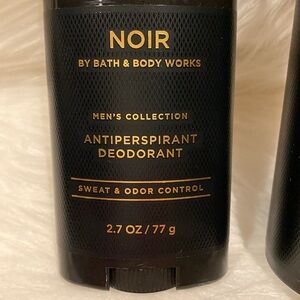 NOIR
BY BATH & BODY WORKS
MEN'S COLLECTION
ANTIPERSPIRANT
DEODORANT
SWEAT & ODOR CONTROL
2.7 OZ / 77 g